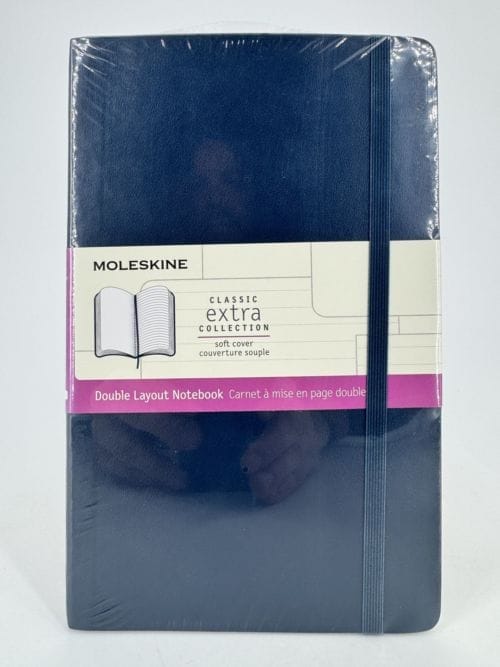 MOLESKINE
CLASSIC
extra
COLLECTION
soft cover
couverture souple
Double Layout Notebook Carnet à mise en page double